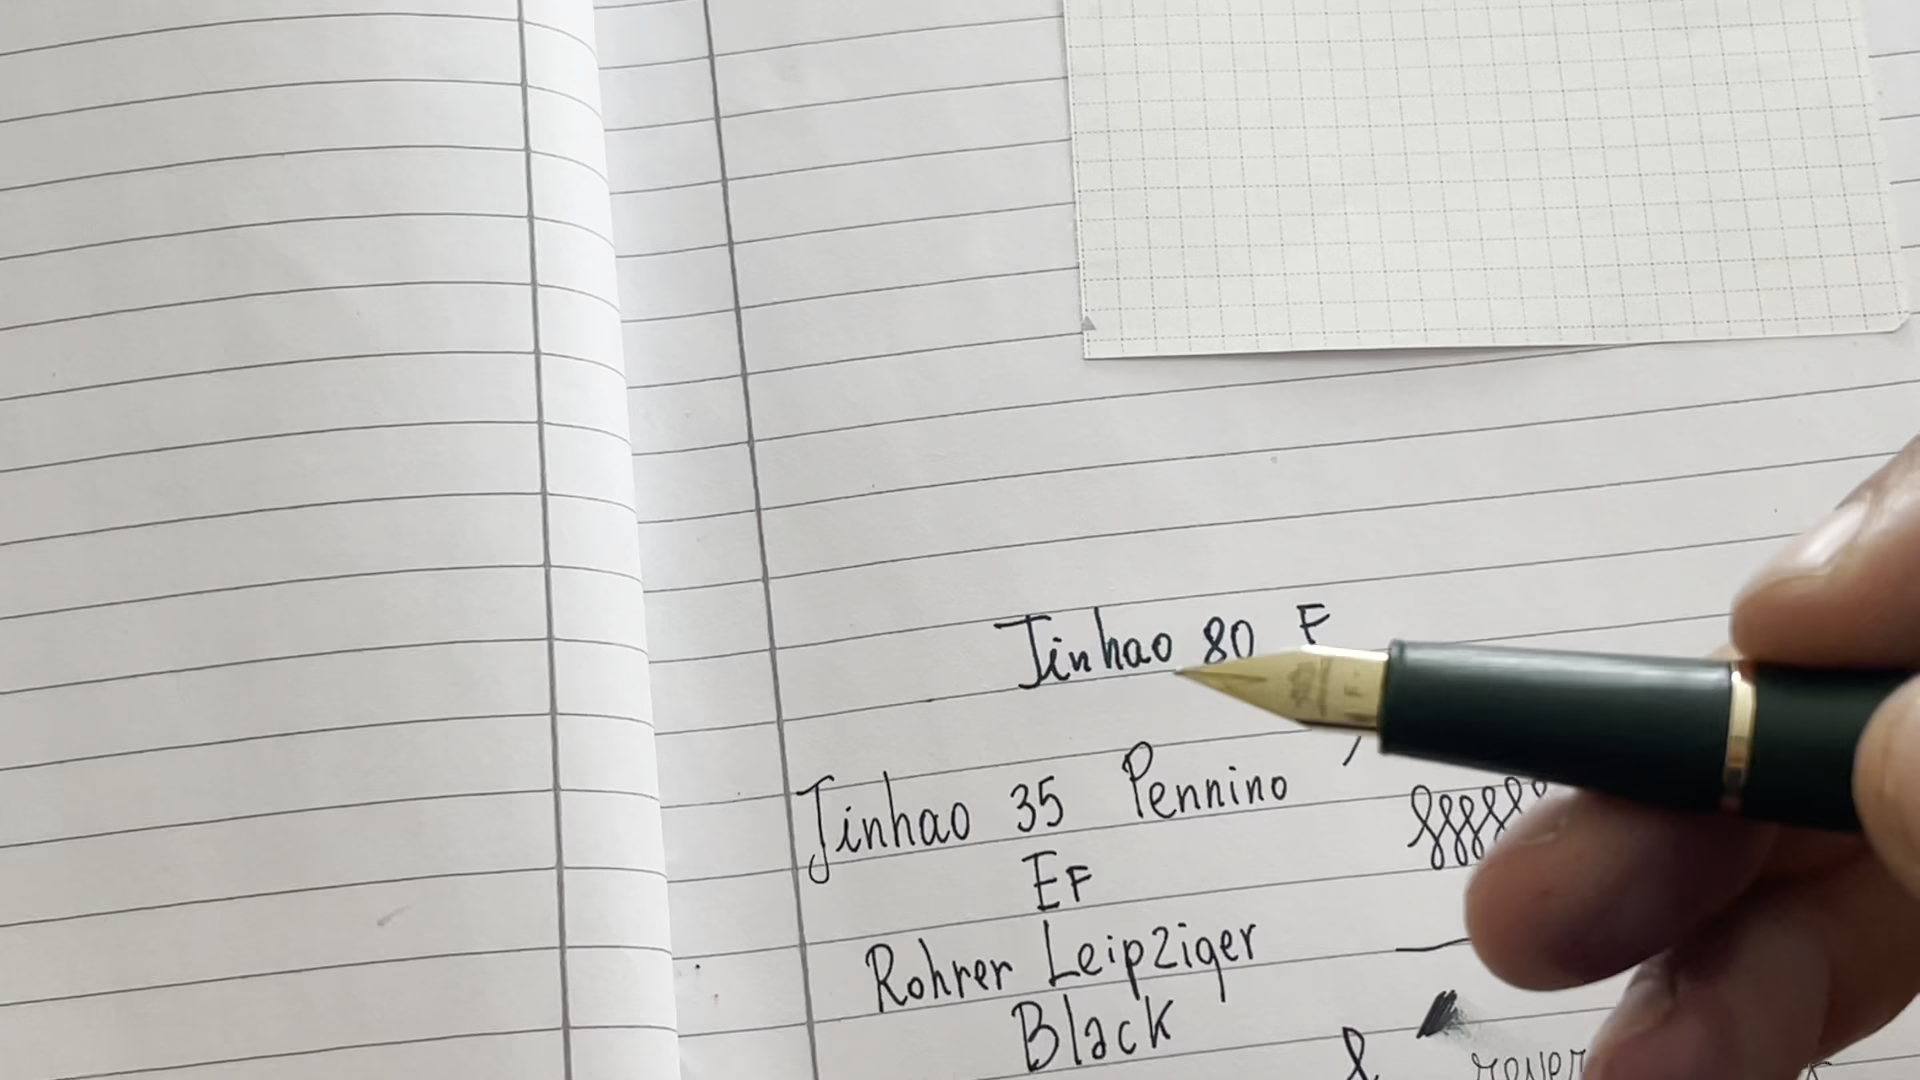 Jinhao 80 F
Jinhao 35 Pennino
EF
Rohrer Leipziger
Black